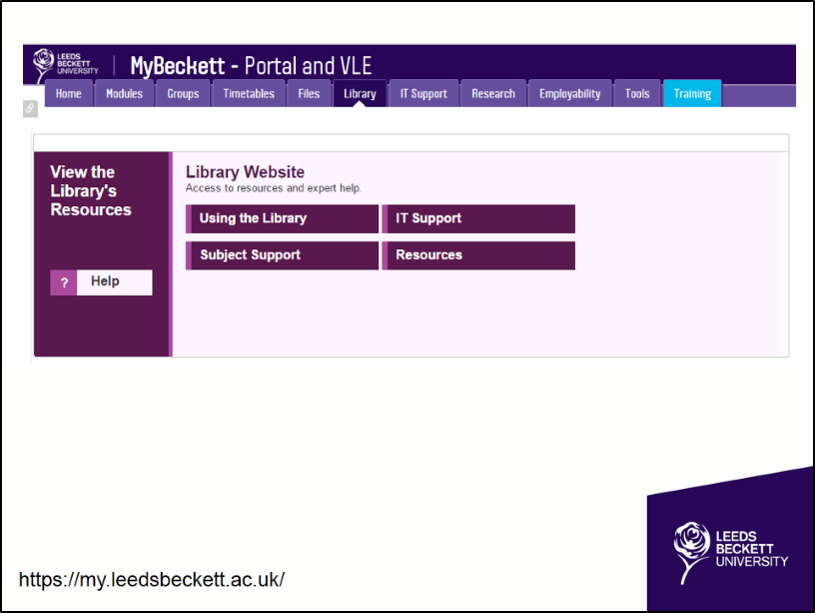 LEEDS
BECKETT
UNIVERSITY
MyBeckett - Portal and VLE
Home Modules Groups Timetables Files Library IT Support Research Employability Tools Training
View the
Library's
Resources
? Help
Library Website
Access to resources and expert help.
Using the Library IT Support
Subject Support Resources
https://my.leedsbeckett.ac.uk/
LEEDS
BECKETT
UNIVERSITY